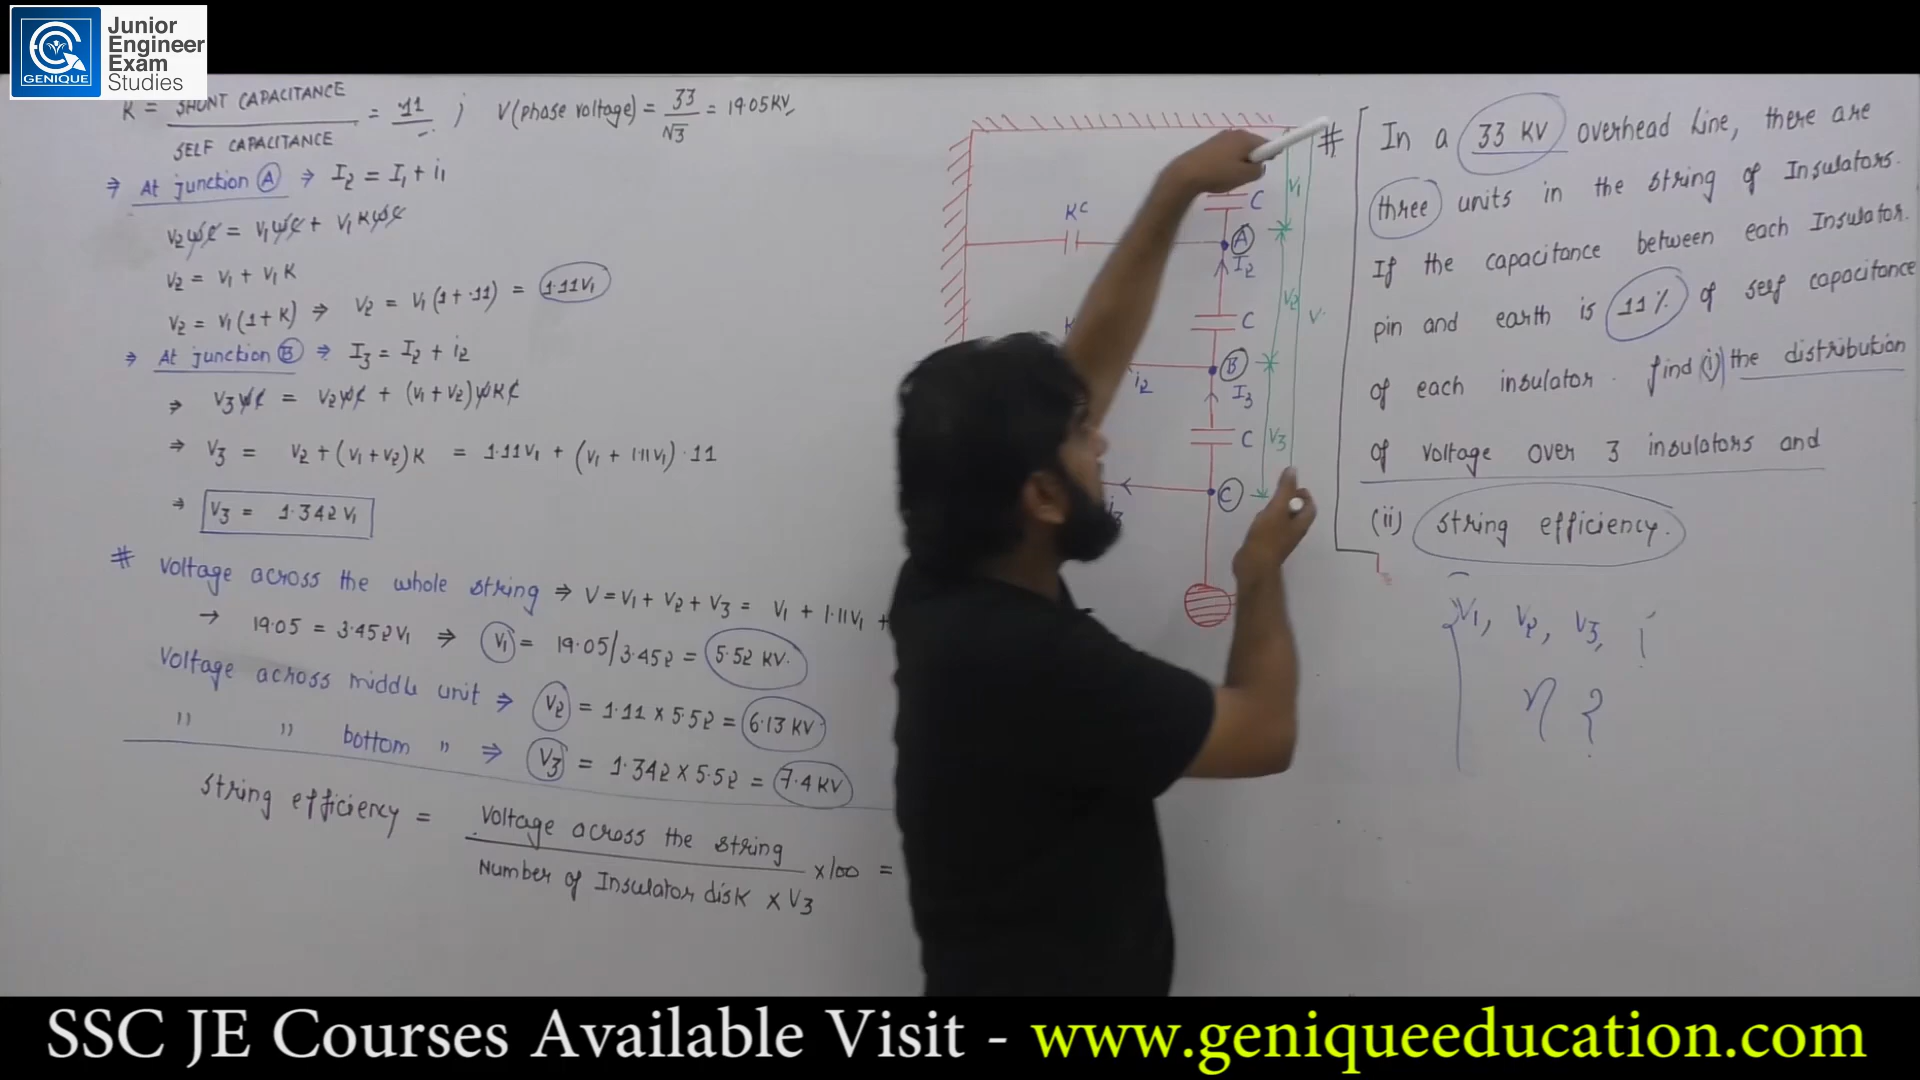 Junior
Engineer
Exam
Studies
GENIQUE
K = SHUNT CAPACITANCE / SELF CAPACITANCE = .11 ; V (phase voltage) = 33/√3 = 19.05 KV
⇒ At junction A ⇒ I2 = I1 + i1
V2ωC = V1ωC + V1KωC
V2 = V1 + V1K
V2 = V1(1+K) ⇒ V2 = V1(1+.11) = 1.11V1
⇒ At junction B ⇒ I3 = I2 + i2
⇒ V3ωC = V2ωC + (V1+V2)ωKC
⇒ V3 = V2 + (V1+V2)K = 1.11V1 + (V1 + 1.11V1) .11
⇒ V3 = 1.342V1
# Voltage across the whole string ⇒ V = V1 + V2 + V3 = V1 + 1.11V1 +
→ 19.05 = 3.452V1 ⇒ V1 = 19.05/3.452 = 5.52 KV.
Voltage across middle unit ⇒ V2 = 1.11 × 5.52 = 6.13 KV
" " bottom " ⇒ V3 = 1.342 × 5.52 = 7.4 KV
String efficiency = Voltage across the string / Number of Insulator disk × V3 ×100 =
KC
C
V1
A
I2
C
V2
V
K
B
i2
I3
C
V3
C
i3
# In a 33 KV overhead line, there are
three units in the string of Insulators.
If the capacitance between each Insulator
pin and earth is 11% of self capacitance
of each insulator. find (i) the distribution
of voltage over 3 insulators and
(ii) string efficiency.
V1, V2, V3,
η ?
SSC JE Courses Available Visit - www.geniqueeducation.com